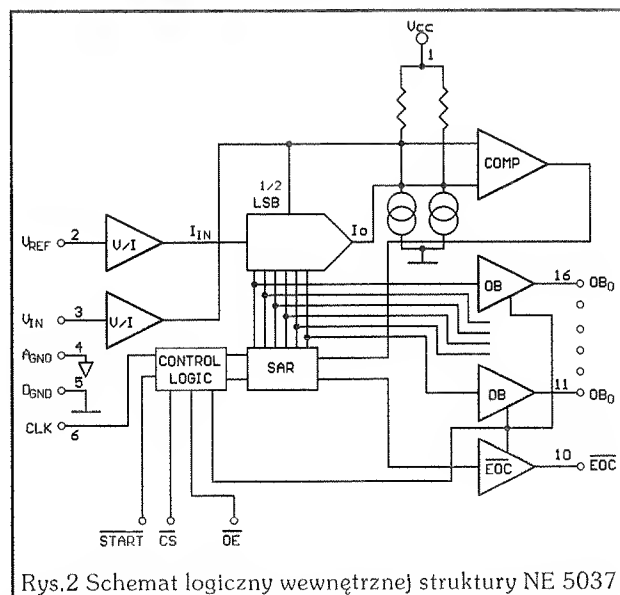 Vcc
1
COMP
1/2
LSB
VREF 2 V/I IIN Io
VIN 3 V/I
AGND 4
DGND 5
CLK 6
CONTROL
LOGIC
SAR
OB 16 OB0
OB 11 OB0
EOC 10 EOC
START CS OE
Rys.2 Schemat logiczny wewnętrznej struktury NE 5037